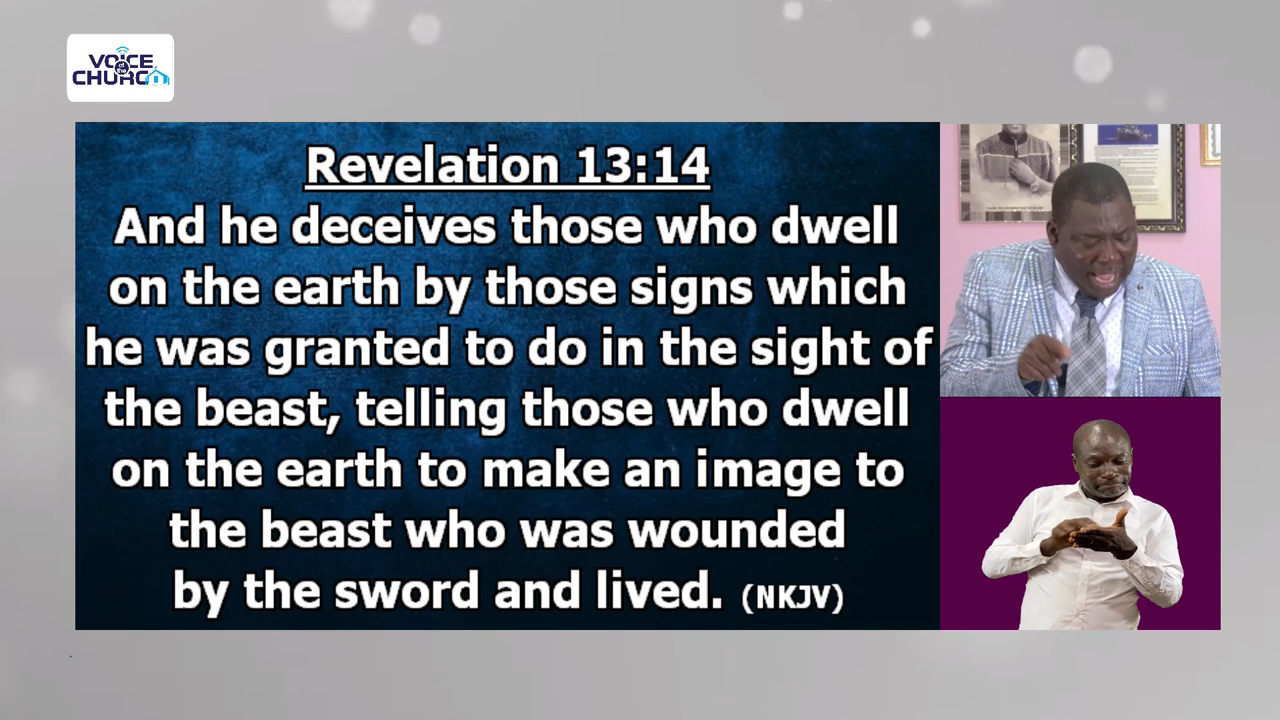 VOICE
of the
CHURCH
Revelation 13:14
And he deceives those who dwell
on the earth by those signs which
he was granted to do in the sight of
the beast, telling those who dwell
on the earth to make an image to
the beast who was wounded
by the sword and lived. (NKJV)